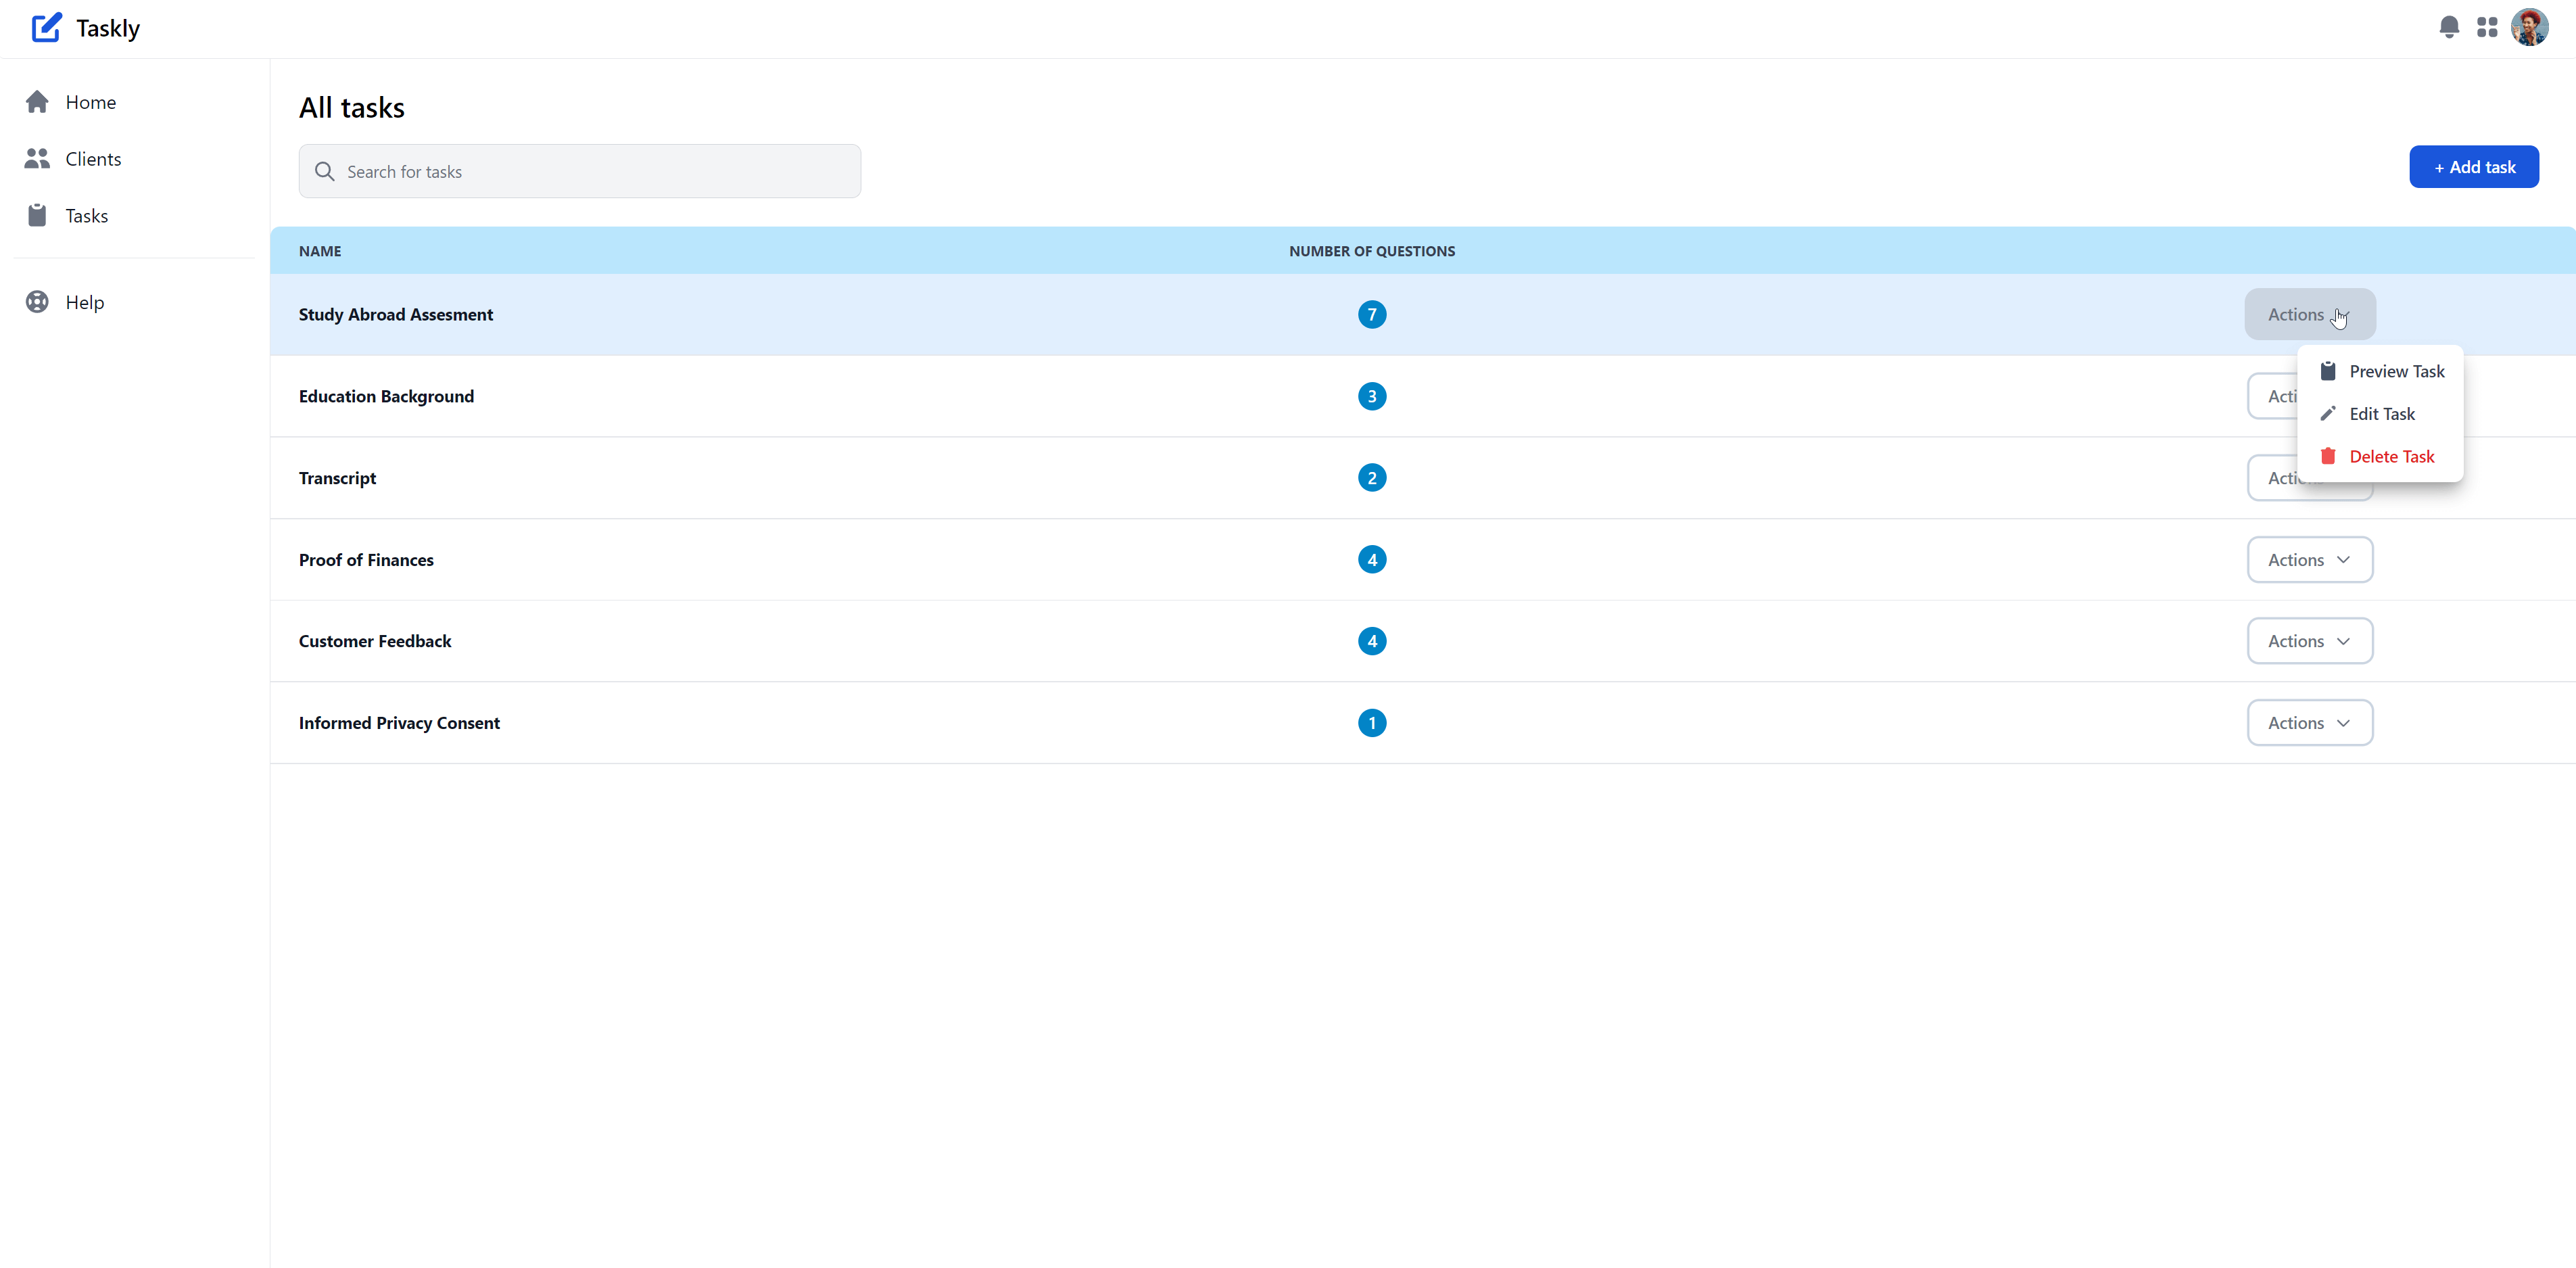 Taskly
Home
Clients
Tasks
Help
All tasks
Search for tasks
+ Add task
NAME NUMBER OF QUESTIONS
Study Abroad Assesment 7 Actions
Preview Task
Education Background 3 Acti
Edit Task
Delete Task
Transcript 2 Acti
Proof of Finances 4 Actions
Customer Feedback 4 Actions
Informed Privacy Consent 1 Actions